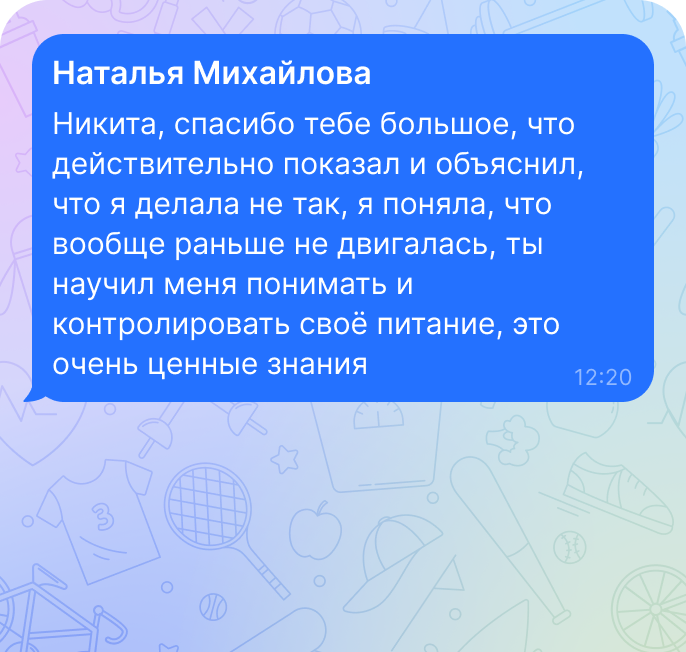 Наталья Михайлова
Никита, спасибо тебе большое, что
действительно показал и объяснил,
что я делала не так, я поняла, что
вообще раньше не двигалась, ты
научил меня понимать и
контролировать своё питание, это
очень ценные знания
12:20
3